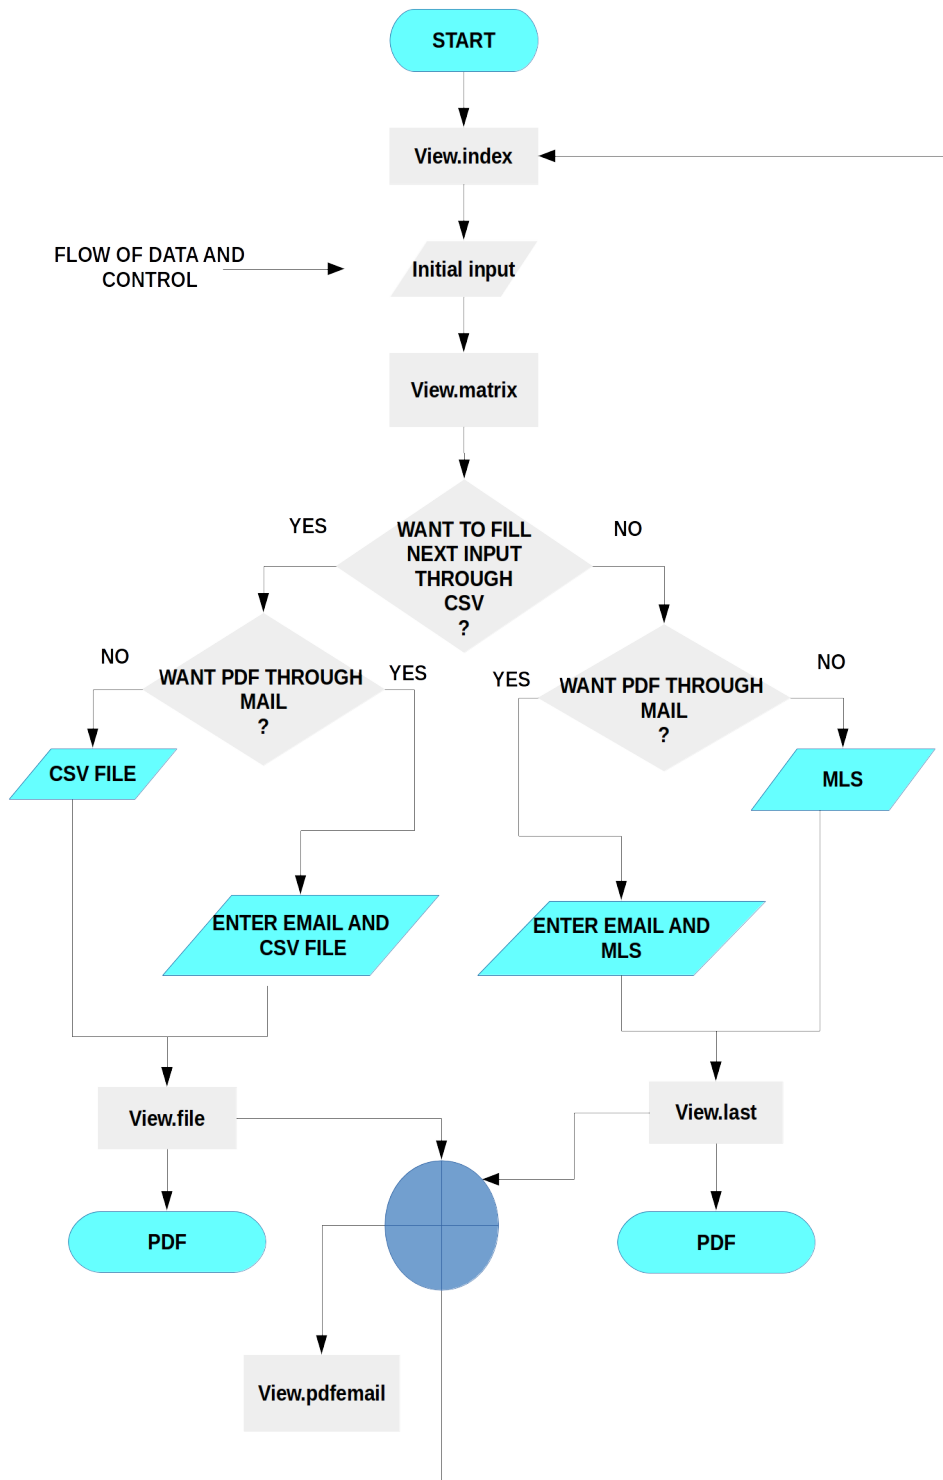 START
View.index
FLOW OF DATA AND
CONTROL
Initial input
View.matrix
YES
NO
WANT TO FILL
NEXT INPUT
THROUGH
CSV
?
NO
WANT PDF THROUGH
MAIL
?
YES
YES
WANT PDF THROUGH
MAIL
?
NO
CSV FILE
MLS
ENTER EMAIL AND
CSV FILE
ENTER EMAIL AND
MLS
View.file
View.last
PDF
PDF
View.pdfemail